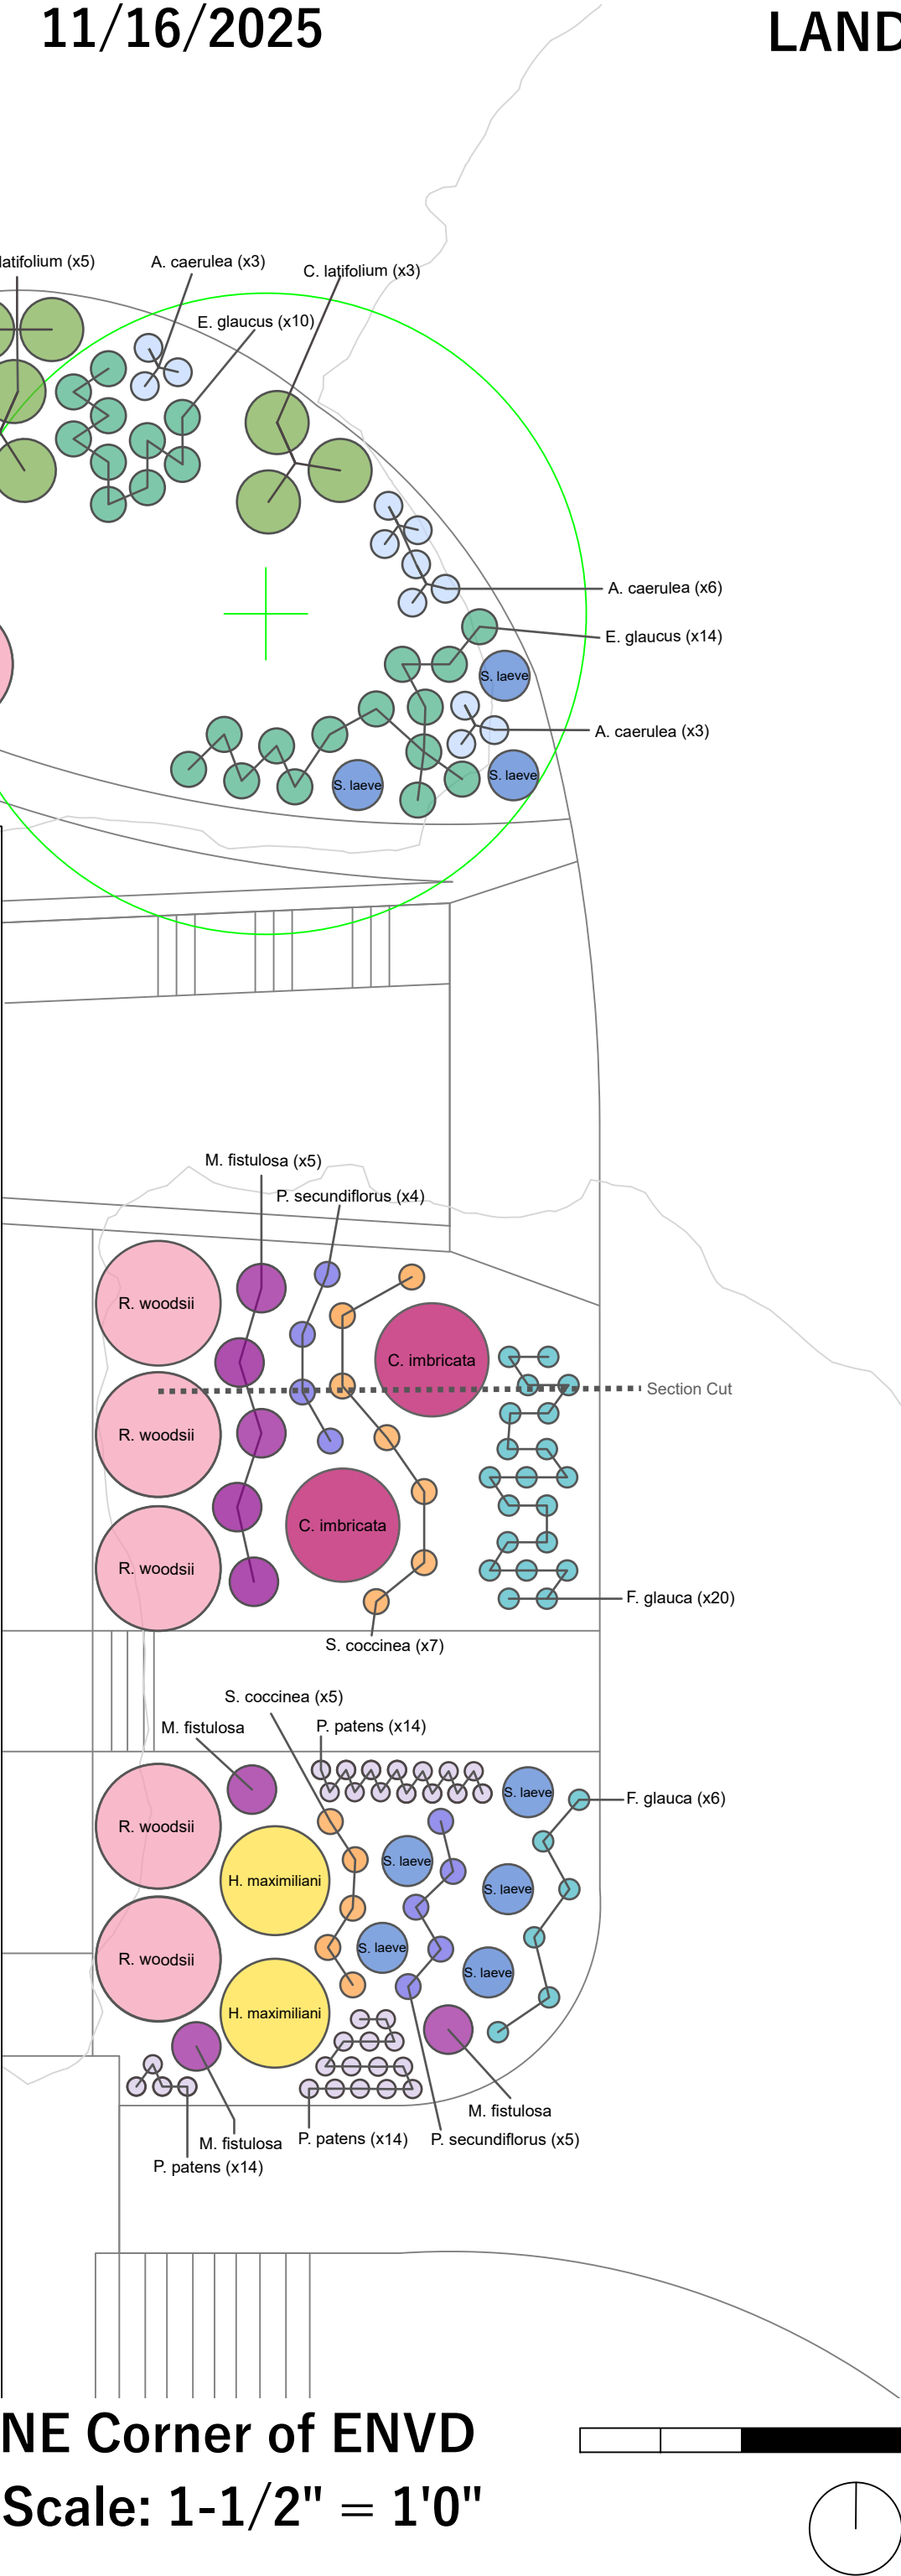 11/16/2025
LAND
latifolium (x5)
A. caerulea (x3)
C. latifolium (x3)
E. glaucus (x10)
A. caerulea (x6)
E. glaucus (x14)
S. laeve
A. caerulea (x3)
S. laeve
S. laeve
M. fistulosa (x5)
P. secundiflorus (x4)
R. woodsii
C. imbricata
Section Cut
R. woodsii
C. imbricata
R. woodsii
F. glauca (x20)
S. coccinea (x7)
S. coccinea (x5)
M. fistulosa
P. patens (x14)
S. laeve
F. glauca (x6)
R. woodsii
S. laeve
H. maximiliani
S. laeve
S. laeve
R. woodsii
S. laeve
H. maximiliani
M. fistulosa
P. patens (x14)
P. secundiflorus (x5)
M. fistulosa
P. patens (x14)
NE Corner of ENVD
Scale: 1-1/2" = 1'0"